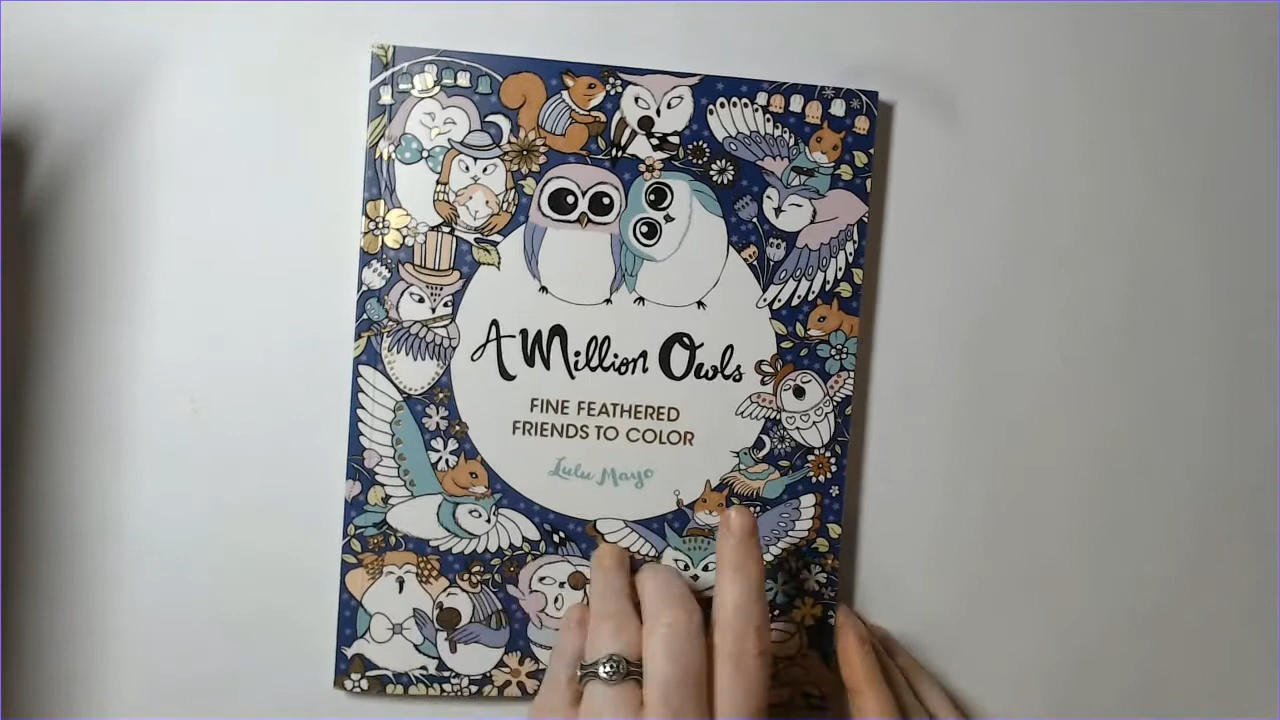 A Million Owls
FINE FEATHERED
FRIENDS TO COLOR
Lulu Mayo